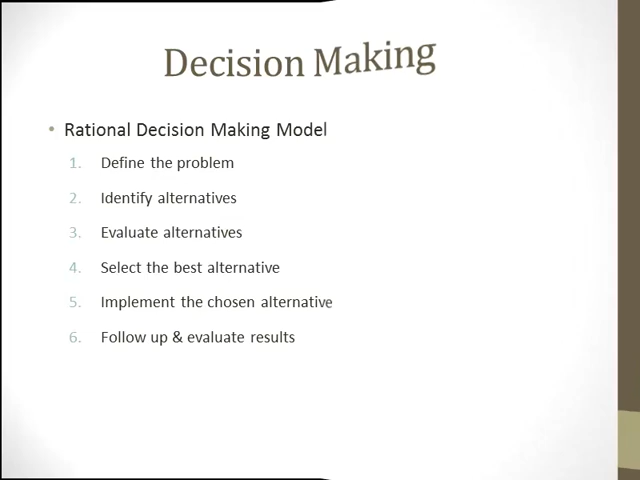 Decision Making
• Rational Decision Making Model
1. Define the problem
2. Identify alternatives
3. Evaluate alternatives
4. Select the best alternative
5. Implement the chosen alternative
6. Follow up & evaluate results